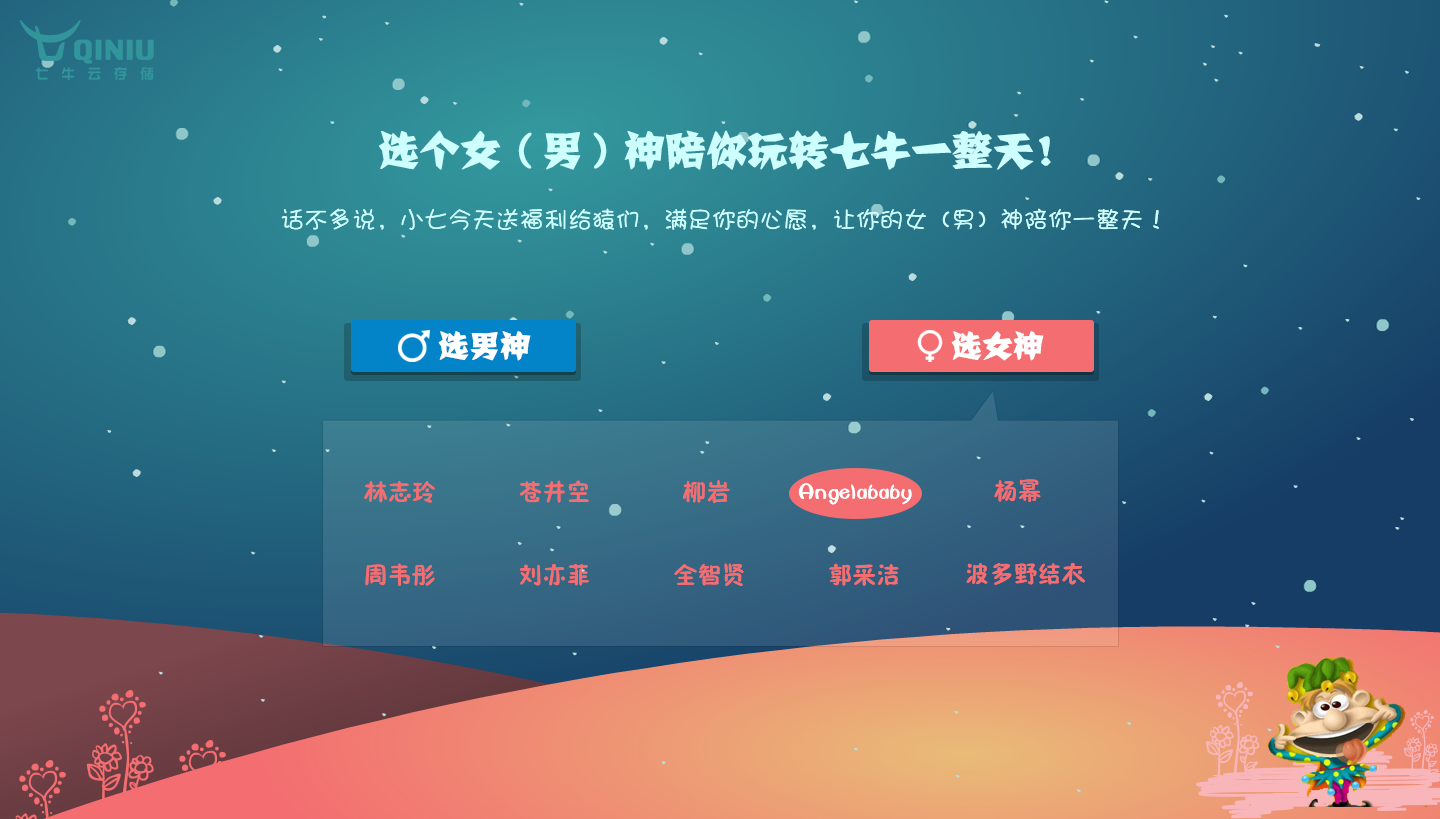 QINIU
七牛云存储
选个女（男）神陪你玩转七牛一整天！
话不多说，小七今天送福利给猿们，满足你的心愿，让你的女（男）神陪你一整天！
选男神 选女神
林志玲 苍井空 柳岩 Angelababy 杨幂
周韦彤 刘亦菲 全智贤 郭采洁 波多野结衣